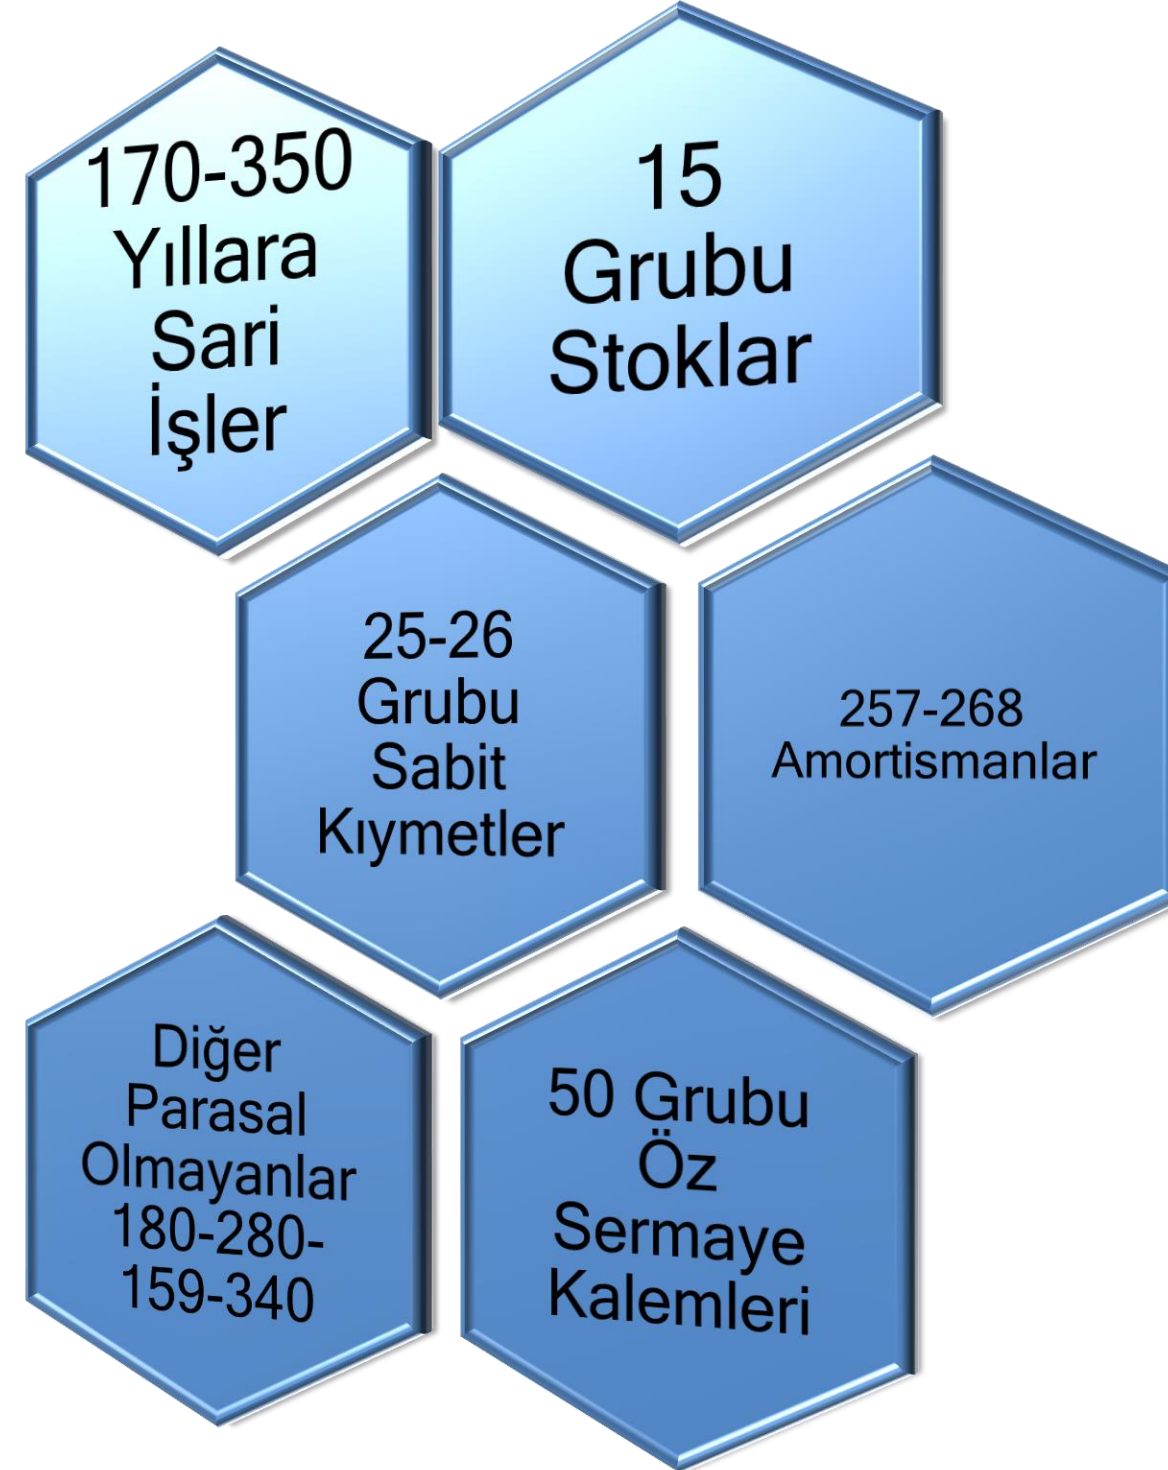 170-350
Yıllara
Sari
İşler
15
Grubu
Stoklar
25-26
Grubu
Sabit
Kıymetler
257-268
Amortismanlar
Diğer
Parasal
Olmayanlar
180-280-
159-340
50 Grubu
Öz
Sermaye
Kalemleri